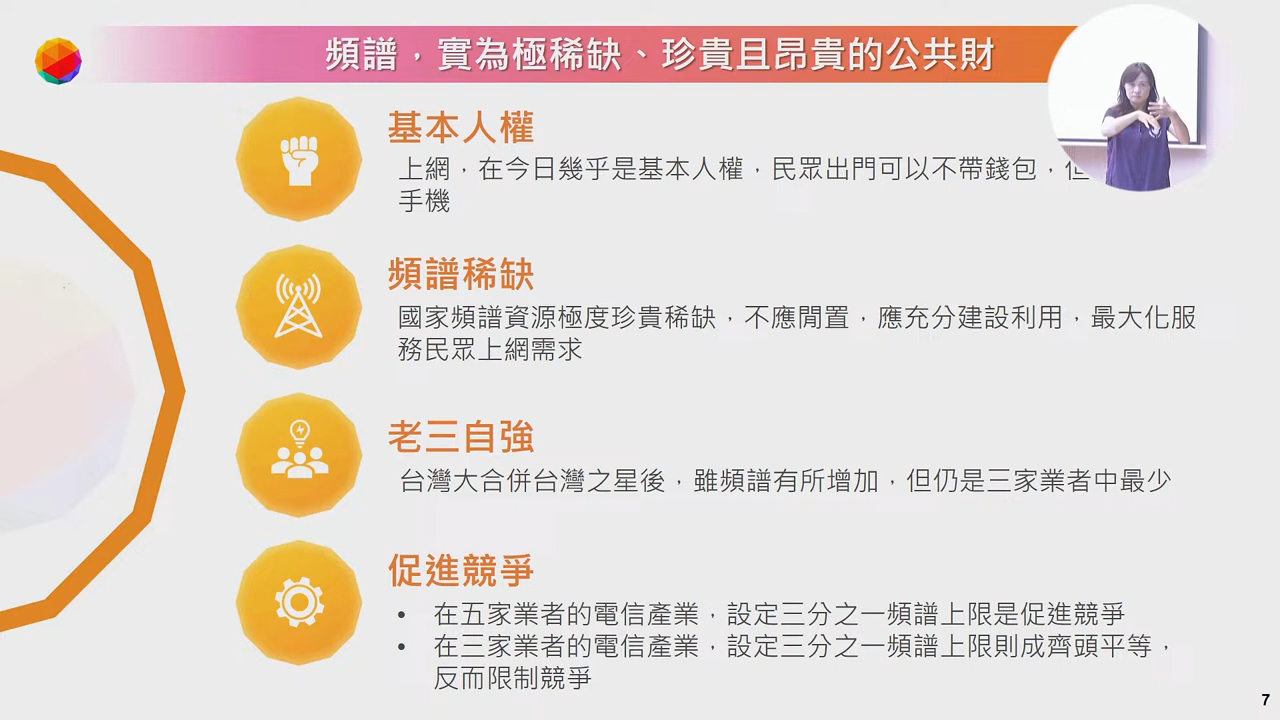 頻譜，實為極稀缺、珍貴且昂貴的公共財
基本人權
上網，在今日幾乎是基本人權，民眾出門可以不帶錢包，但
手機
頻譜稀缺
國家頻譜資源極度珍貴稀缺，不應閒置，應充分建設利用，最大化服
務民眾上網需求
老三自強
台灣大合併台灣之星後，雖頻譜有所增加，但仍是三家業者中最少
促進競爭
• 在五家業者的電信產業，設定三分之一頻譜上限是促進競爭
• 在三家業者的電信產業，設定三分之一頻譜上限則成齊頭平等，
反而限制競爭
7